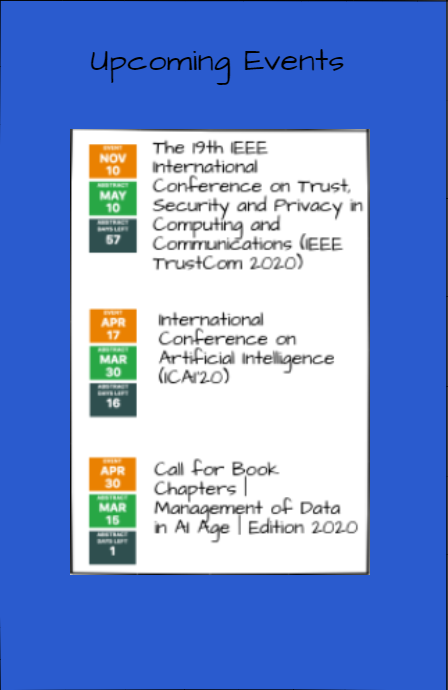 Upcoming Events
EVENT
NOV
10
ABSTRACT
MAY
10
ABSTRACT
DAYS LEFT
57
The 19th IEEE
International
Conference on Trust,
Security and Privacy in
Computing and
Communications (IEEE
TrustCom 2020)
EVENT
APR
17
ABSTRACT
MAR
30
ABSTRACT
DAYS LEFT
16
International
Conference on
Artificial Intelligence
(ICAI'20)
EVENT
APR
30
ABSTRACT
MAR
15
ABSTRACT
DAYS LEFT
1
Call for Book
Chapters |
Management of Data
in AI Age | Edition 2020